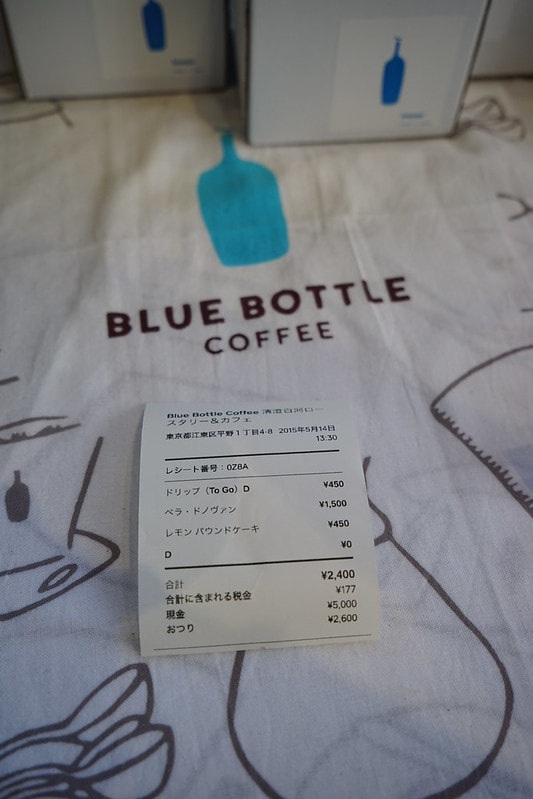 BLUE BOTTLE
COFFEE
Blue Bottle Coffee 清澄白河ロー
スタリー&カフェ
東京都江東区平野1丁目4-8 2015年5月14日
13:30
レシート番号:0ZBA
ドリップ (To Go) D ¥450
ベラ・ドノヴァン ¥1,500
レモン パウンドケーキ ¥450
D ¥0
合計 ¥2,400
合計に含まれる税金 ¥177
現金 ¥5,000
おつり ¥2,600